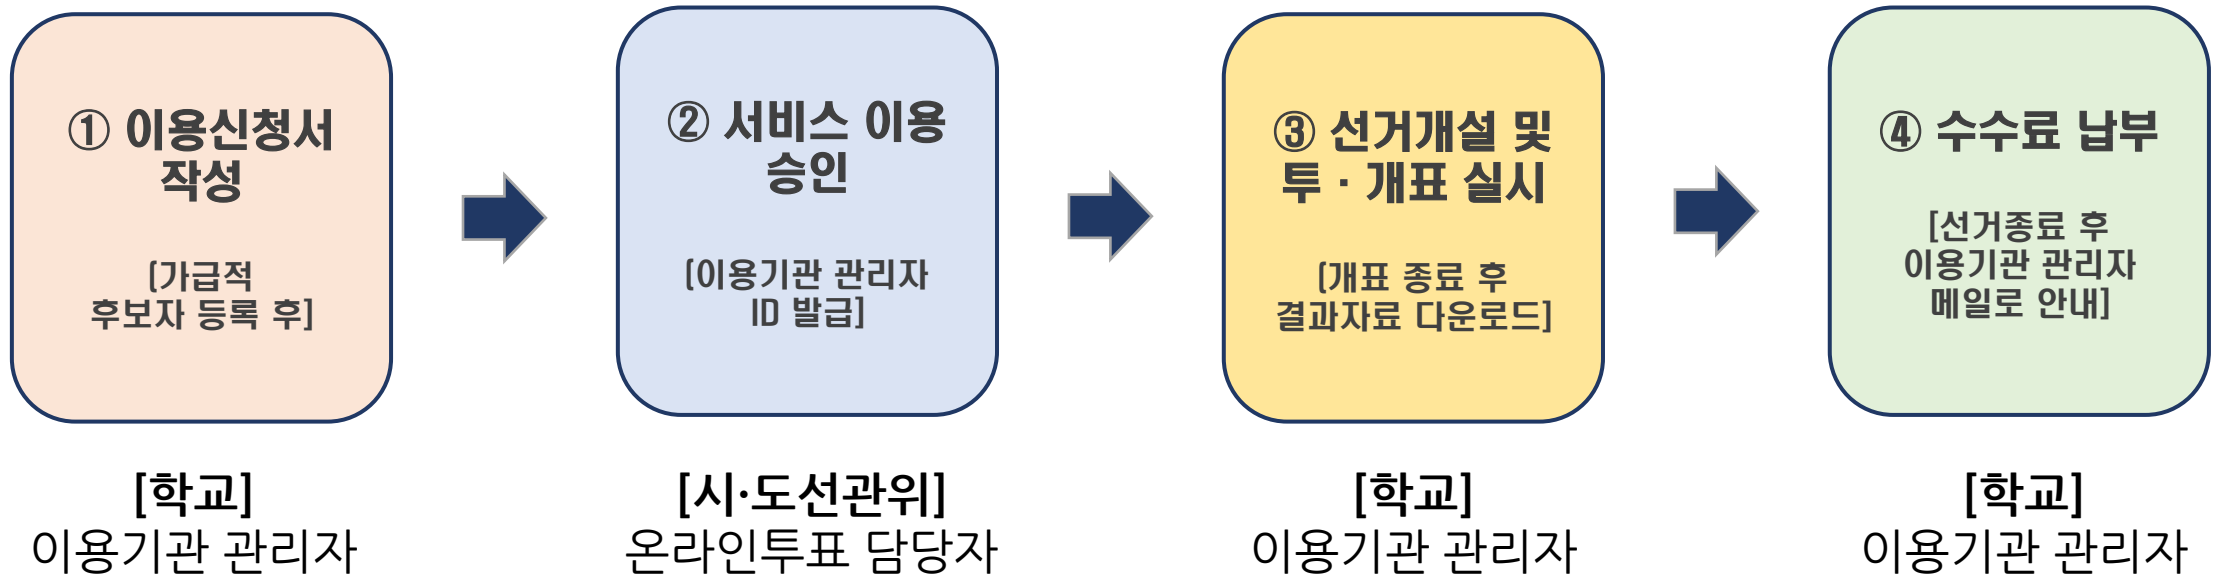 ① 이용신청서
작성
[가급적
후보자 등록 후]
② 서비스 이용
승인
[이용기관 관리자
ID 발급]
③ 선거개설 및
투 · 개표 실시
[개표 종료 후
결과자료 다운로드]
④ 수수료 납부
[선거종료 후
이용기관 관리자
메일로 안내]
[학교]
이용기관 관리자
[시·도선관위]
온라인투표 담당자
[학교]
이용기관 관리자
[학교]
이용기관 관리자